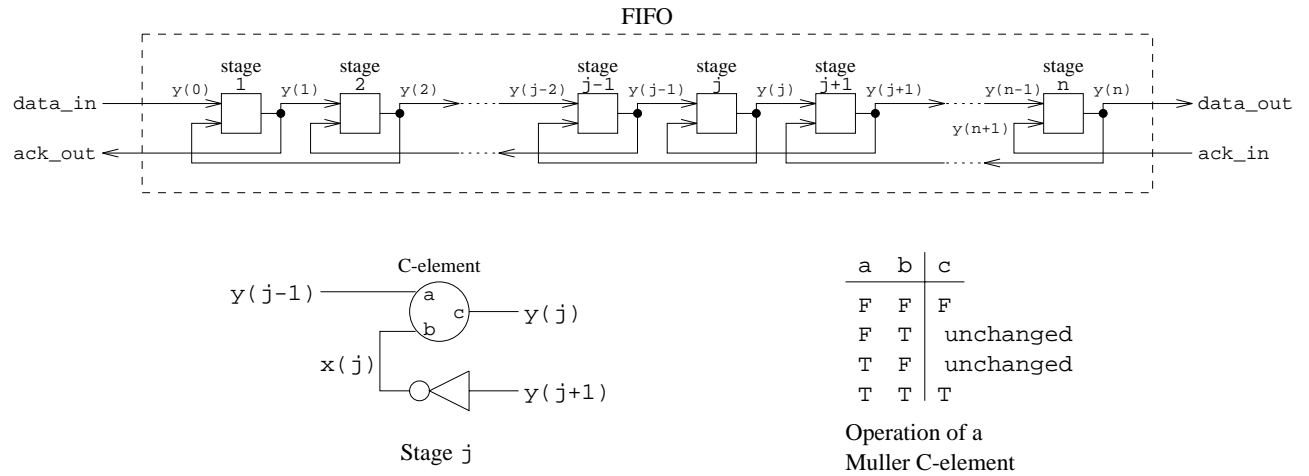 FIFO
stage stage stage stage stage stage
1 2 j-1 j j+1 n
data_in y(0) y(1) y(2) y(j-2) y(j-1) y(j) y(j+1) y(n-1) y(n) data_out
y(n+1)
ack_out ack_in
C-element
y(j-1) a c y(j)
b
x(j)
y(j+1)
Stage j
a b c
F F F
F T unchanged
T F unchanged
T T T
Operation of a
Muller C-element